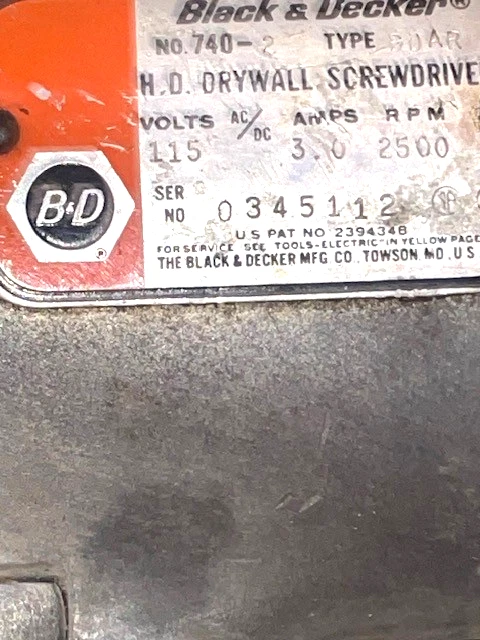 Black & Decker®
NO. 740-2 TYPE
H.D. DRYWALL SCREWDRIVE
VOLTS AC/DC AMPS RPM
115 3.0 2500
SER
NO 0345112
U S PAT NO 2394348
FOR SERVICE SEE TOOLS-ELECTRIC IN YELLOW PAGE
THE BLACK & DECKER MFG CO., TOWSON, MD., U S
B&D
®